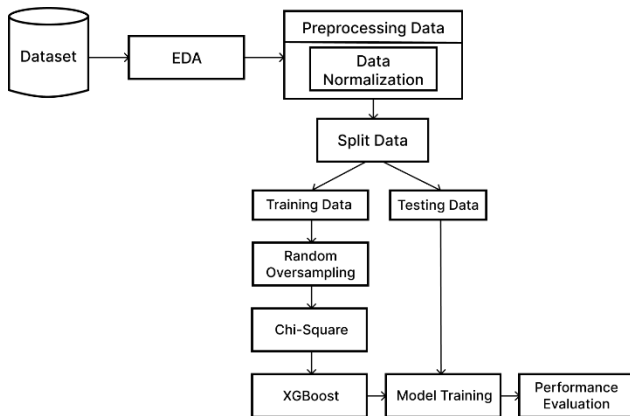 Dataset
EDA
Preprocessing Data
Data
Normalization
Split Data
Training Data
Testing Data
Random
Oversampling
Chi-Square
XGBoost
Model Training
Performance
Evaluation